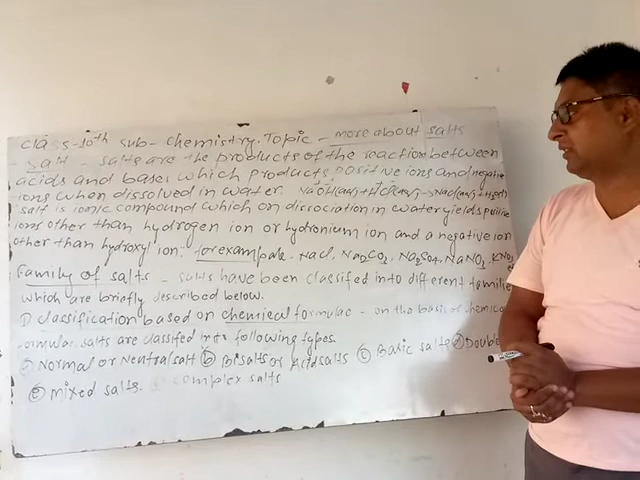 Class-10th sub- Chemistry. Topic - more about salts
Salt - salts are the products of the reaction between
acids and bases which products positive ions and negative
ions when dissolved in water. NaOH(aq)+HCl(aq)→NaCl(aq)+H2O(l)
salt is ionic compound which on dissociation in water yields positive
ions other than hydrogen ion or hydronium ion and a negative ion
other than hydroxyl ion. for example - NaCl, Na2CO3, Na2SO4, NaNO3, KNO3
Family of salts - salts have been classifed into different familie
which are briefly described below.
① classification based on chemical formulae - on the basis of chemica
ormulae salts are classifed into following types.
ⓐ Normal or Neutral salt ⓑ Bisalts or Acid salts ⓒ Basic salts ⓓ Double
ⓔ mixed salts. complex salts